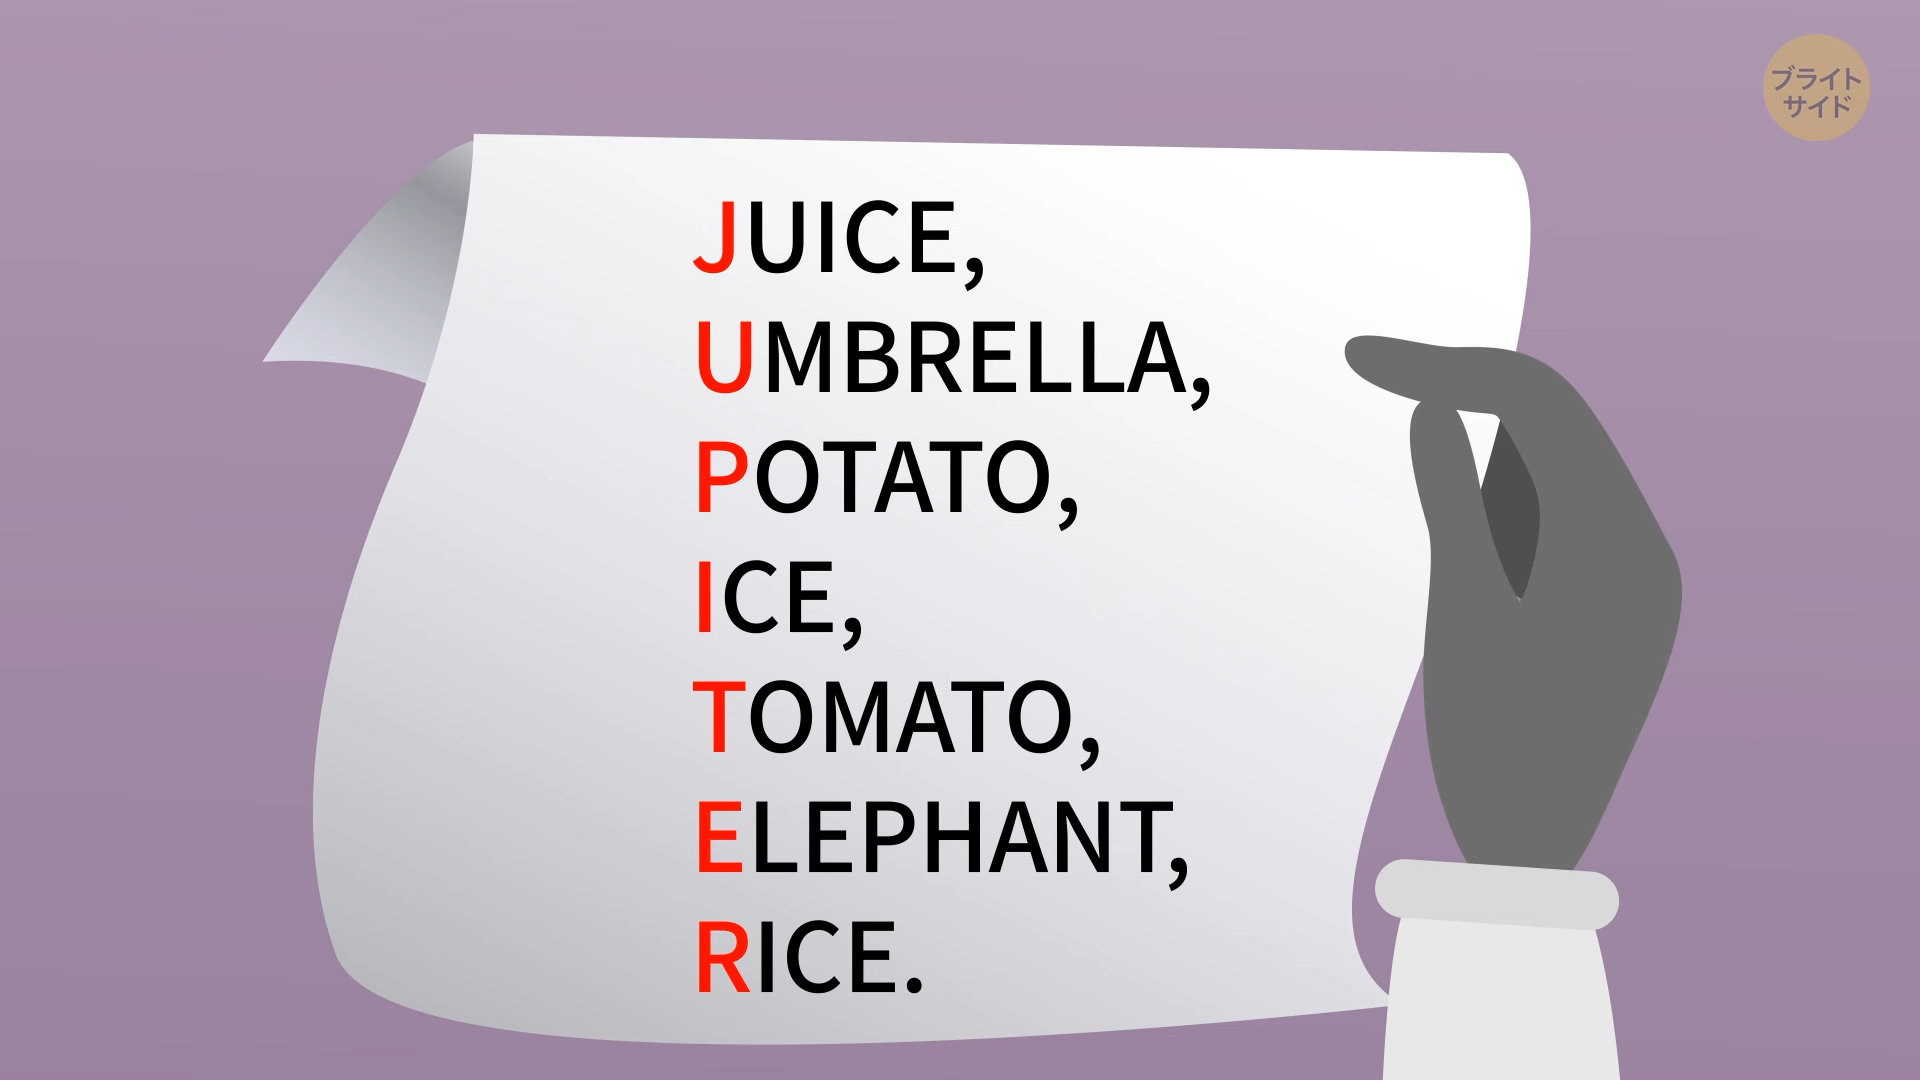 ブライト
サイド
JUICE,
UMBRELLA,
POTATO,
ICE,
TOMATO,
ELEPHANT,
RICE.